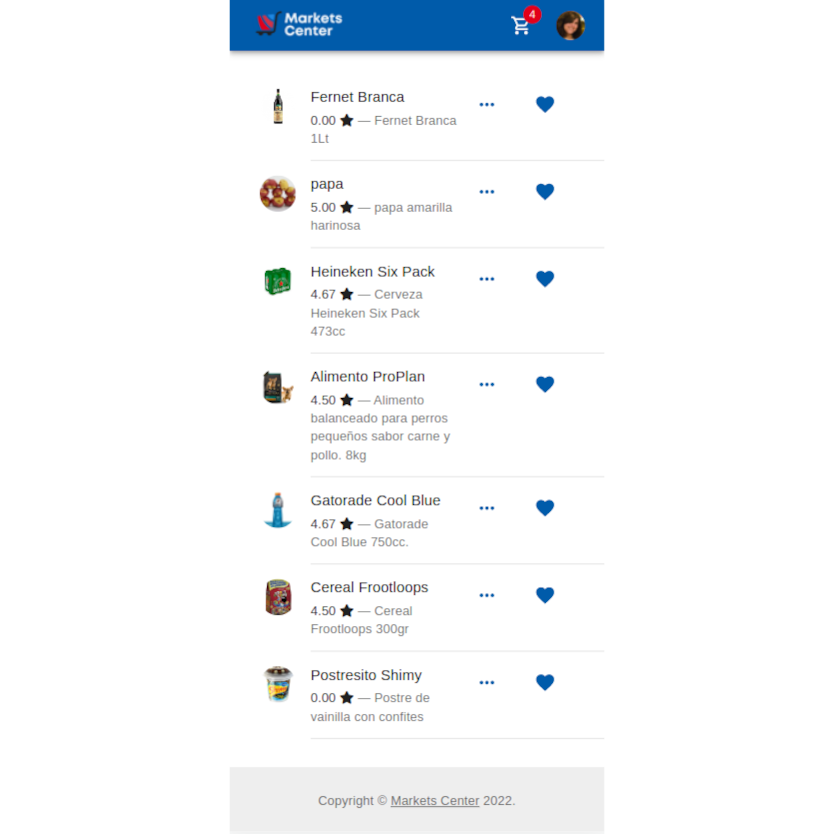 Markets
Center
4
Fernet Branca
0.00 ★ — Fernet Branca
1Lt
papa
5.00 ★ — papa amarilla
harinosa
Heineken Six Pack
4.67 ★ — Cerveza
Heineken Six Pack
473cc
Alimento ProPlan
4.50 ★ — Alimento
balanceado para perros
pequeños sabor carne y
pollo. 8kg
Gatorade Cool Blue
4.67 ★ — Gatorade
Cool Blue 750cc.
Cereal Frootloops
4.50 ★ — Cereal
Frootloops 300gr
Postresito Shimy
0.00 ★ — Postre de
vainilla con confites
Copyright © Markets Center 2022.